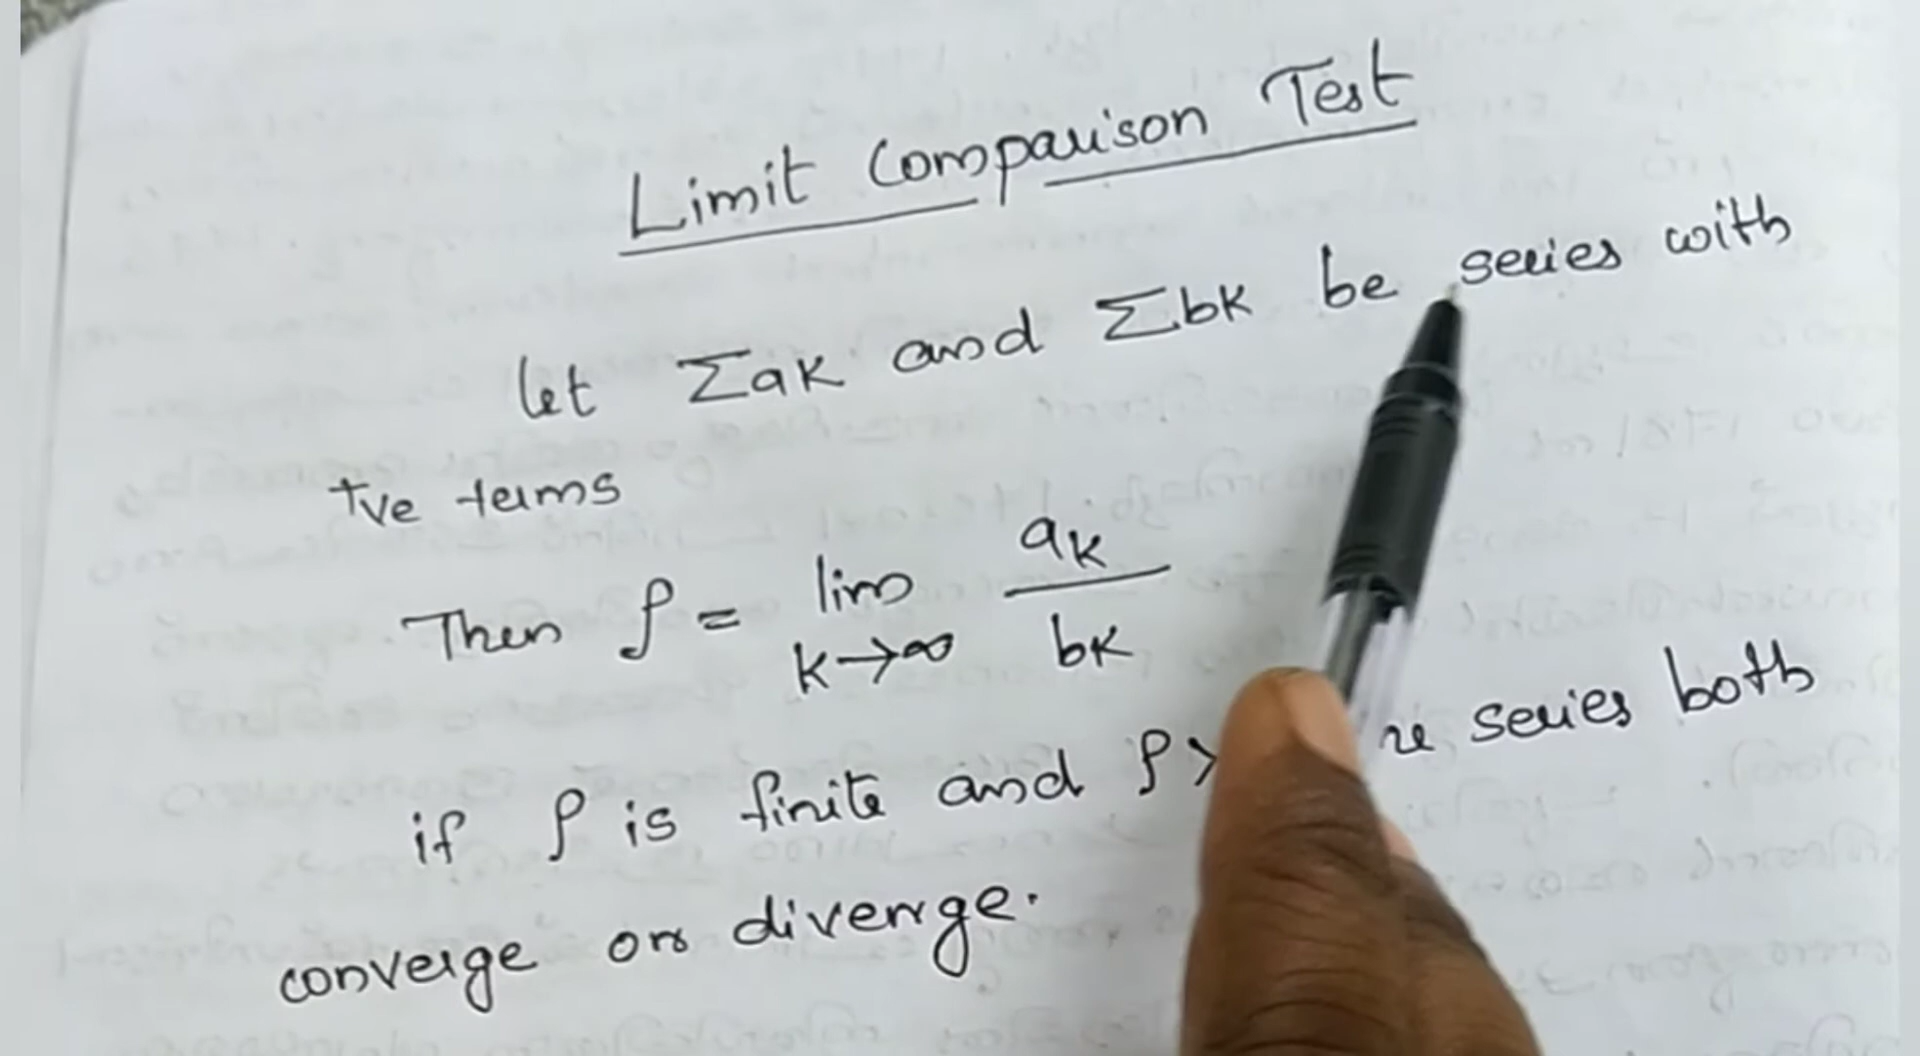 Limit Comparison Test
let Σak and Σbk be series with
+ve terms
Then ρ = lim k→∞ ak/bk
if ρ is finite and ρ > series both
converge or diverge.